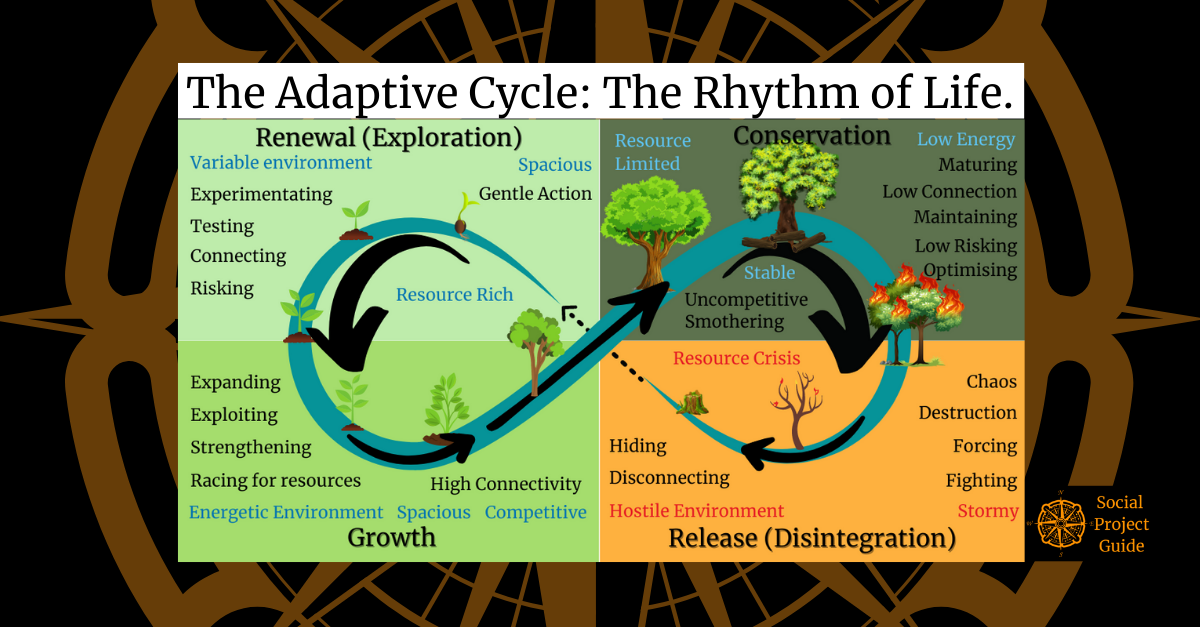 The Adaptive Cycle: The Rhythm of Life.
Renewal (Exploration)
Variable environment
Spacious
Experimentating
Gentle Action
Testing
Connecting
Risking
Resource Rich
Conservation
Resource
Limited
Low Energy
Maturing
Low Connection
Maintaining
Low Risking
Optimising
Stable
Uncompetitive
Smothering
Expanding
Exploiting
Strengthening
Racing for resources
High Connectivity
Energetic Environment Spacious Competitive
Growth
Resource Crisis
Chaos
Destruction
Hiding
Forcing
Disconnecting
Fighting
Hostile Environment
Stormy
Release (Disintegration)
Social
Project
Guide